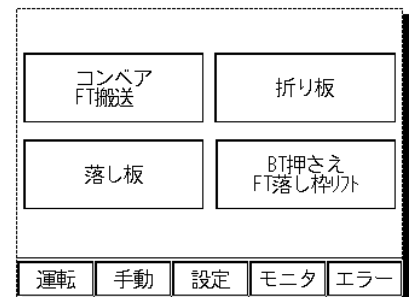 コンベア
FT搬送
折り板
落し板
BT押さえ
FT落し枠ﾘﾌﾄ
運転
手動
設定
モニタ
エラー